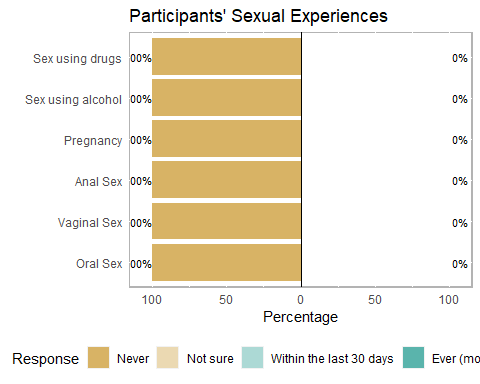 Participants' Sexual Experiences
Sex using drugs 00% 0%
Sex using alcohol 00% 0%
Pregnancy 00% 0%
Anal Sex 00% 0%
Vaginal Sex 00% 0%
Oral Sex 00% 0%
100 50 0 50 100
Percentage
Response Never Not sure Within the last 30 days Ever (mo